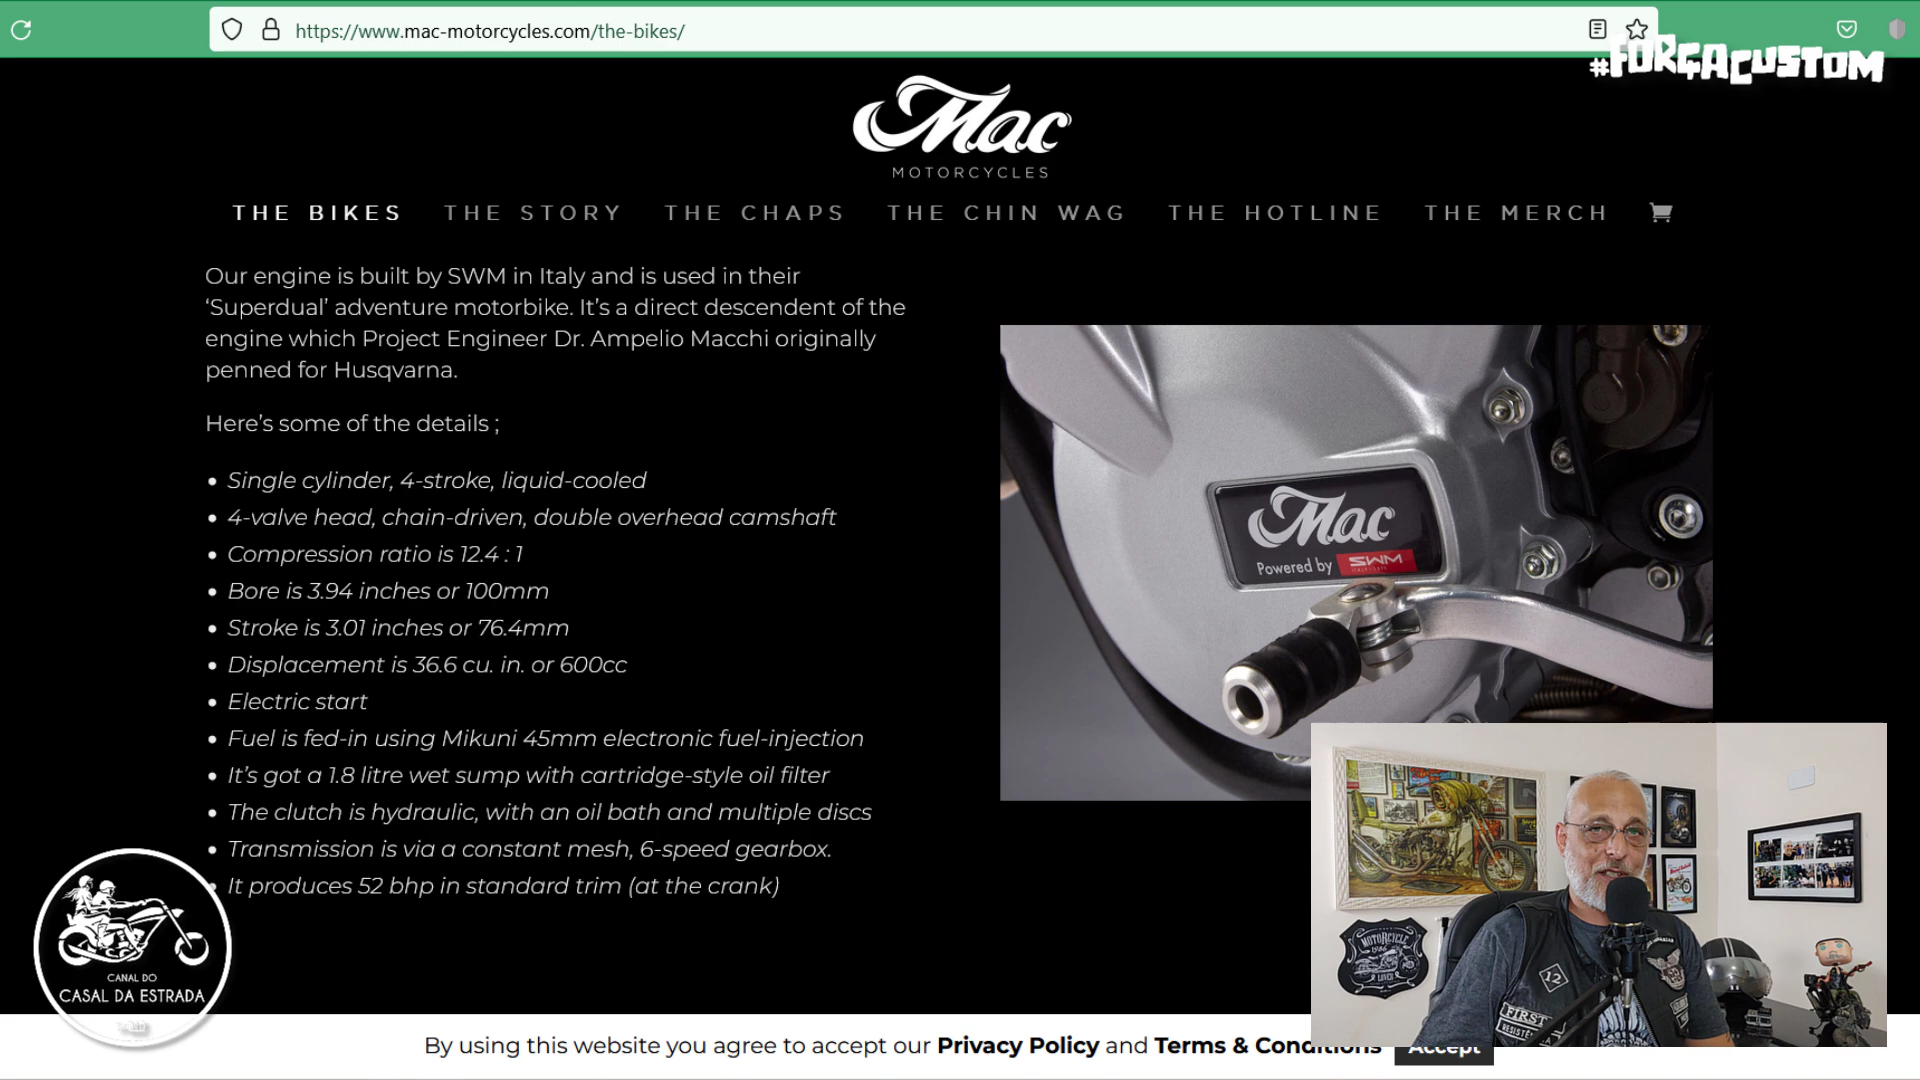 https://www.mac-motorcycles.com/the-bikes/
#FORÇACUSTOM
Mac
MOTORCYCLES
THE BIKES THE STORY THE CHAPS THE CHIN WAG THE HOTLINE THE MERCH
Our engine is built by SWM in Italy and is used in their
‘Superdual’ adventure motorbike. It’s a direct descendent of the
engine which Project Engineer Dr. Ampelio Macchi originally
penned for Husqvarna.
Here’s some of the details ;
Single cylinder, 4-stroke, liquid-cooled
4-valve head, chain-driven, double overhead camshaft
Compression ratio is 12.4 : 1
Bore is 3.94 inches or 100mm
Stroke is 3.01 inches or 76.4mm
Displacement is 36.6 cu. in. or 600cc
Electric start
Fuel is fed-in using Mikuni 45mm electronic fuel-injection
It’s got a 1.8 litre wet sump with cartridge-style oil filter
The clutch is hydraulic, with an oil bath and multiple discs
Transmission is via a constant mesh, 6-speed gearbox.
It produces 52 bhp in standard trim (at the crank)
Mac
Powered by SWM
CANAL DO
CASAL DA ESTRADA
MOTORCYCLE
1986
LOVER
12
FIRST
By using this website you agree to accept our Privacy Policy and Terms & Conditions
Accept